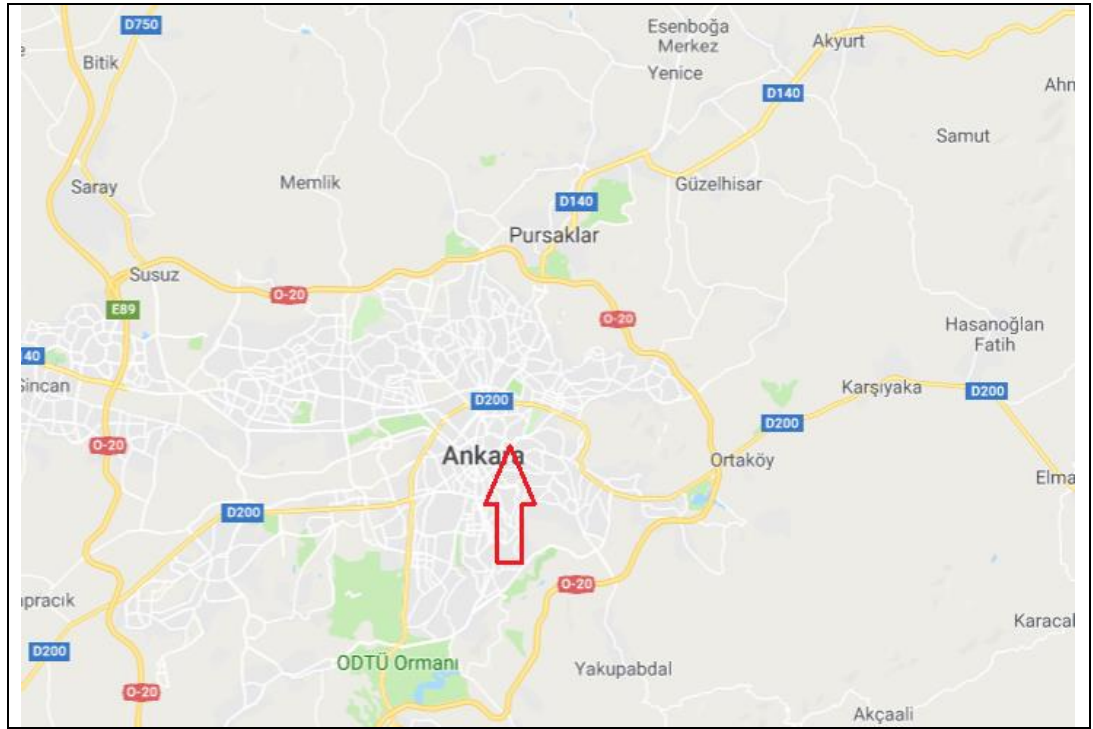 D750
Esenboğa
Merkez
Akyurt
Bitik
Yenice
D140
Ahn
Samut
Memlik
Saray
Güzelhisar
D140
Pursaklar
Susuz
O-20
E89
O-20
Hasanoğlan
Fatih
40
Sincan
Karşıyaka
D200
D200
D200
O-20
Ankara
Ortaköy
Elma
D200
O-20
apracık
Karacal
D200
ODTÜ Ormanı
Yakupabdal
O-20
Akçaali